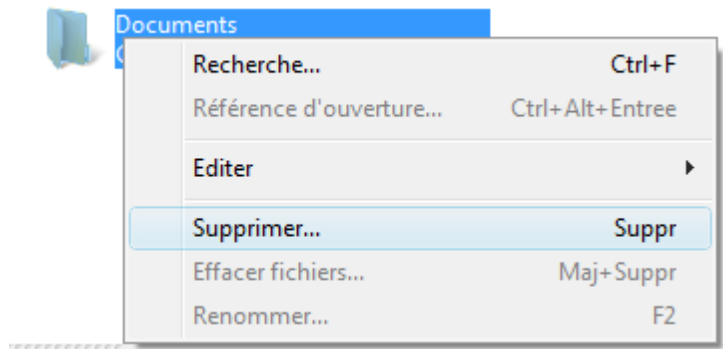 Documents
Recherche... Ctrl+F
Référence d'ouverture... Ctrl+Alt+Entree
Editer
Supprimer... Suppr
Effacer fichiers... Maj+Suppr
Renommer... F2